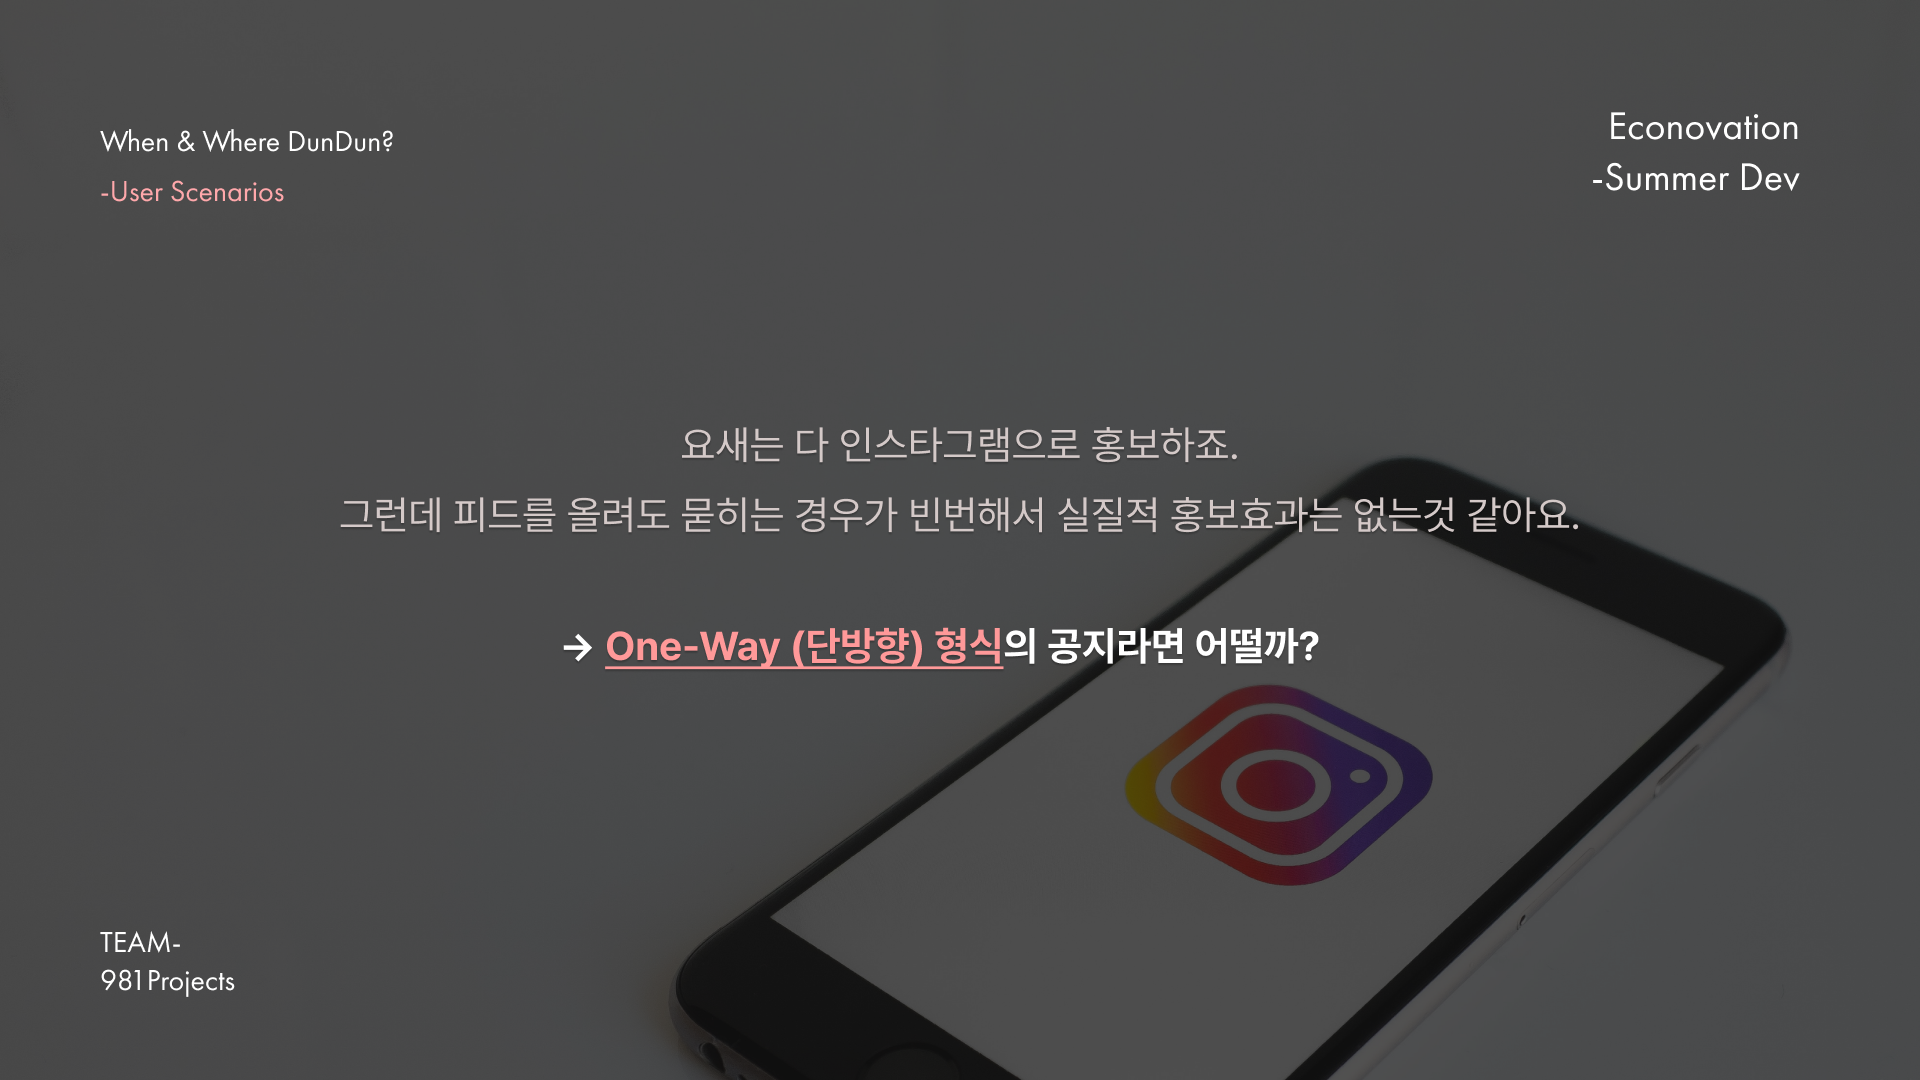 When & Where DunDun?
-User Scenarios
Econovation
-Summer Dev
요새는 다 인스타그램으로 홍보하죠.
그런데 피드를 올려도 묻히는 경우가 빈번해서 실질적 홍보효과는 없는것 같아요.
→ One-Way (단방향) 형식의 공지라면 어떨까?
TEAM-
981Projects